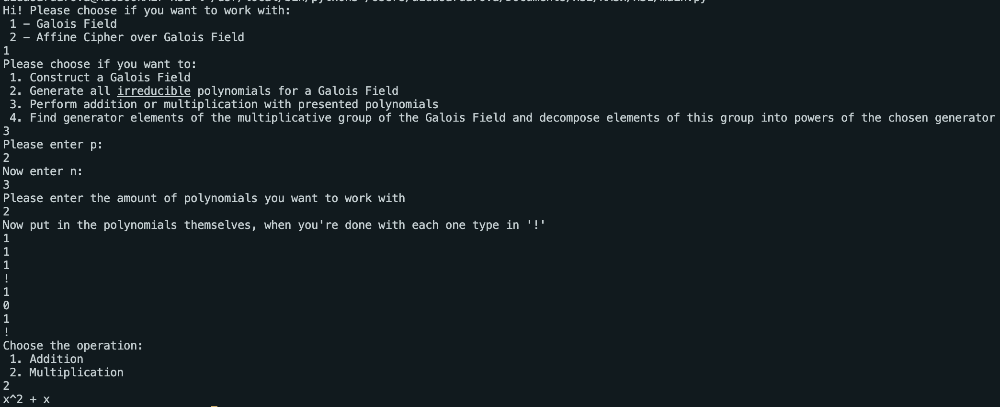 Hi! Please choose if you want to work with:
 1 – Galois Field
 2 – Affine Cipher over Galois Field
1
Please choose if you want to:
 1. Construct a Galois Field
 2. Generate all irreducible polynomials for a Galois Field
 3. Perform addition or multiplication with presented polynomials
 4. Find generator elements of the multiplicative group of the Galois Field and decompose elements of this group into powers of the chosen generator
3
Please enter p:
2
Now enter n:
3
Please enter the amount of polynomials you want to work with
2
Now put in the polynomials themselves, when you're done with each one type in '!'
1
1
1
!
1
0
1
!
Choose the operation:
 1. Addition
 2. Multiplication
2
x^2 + x